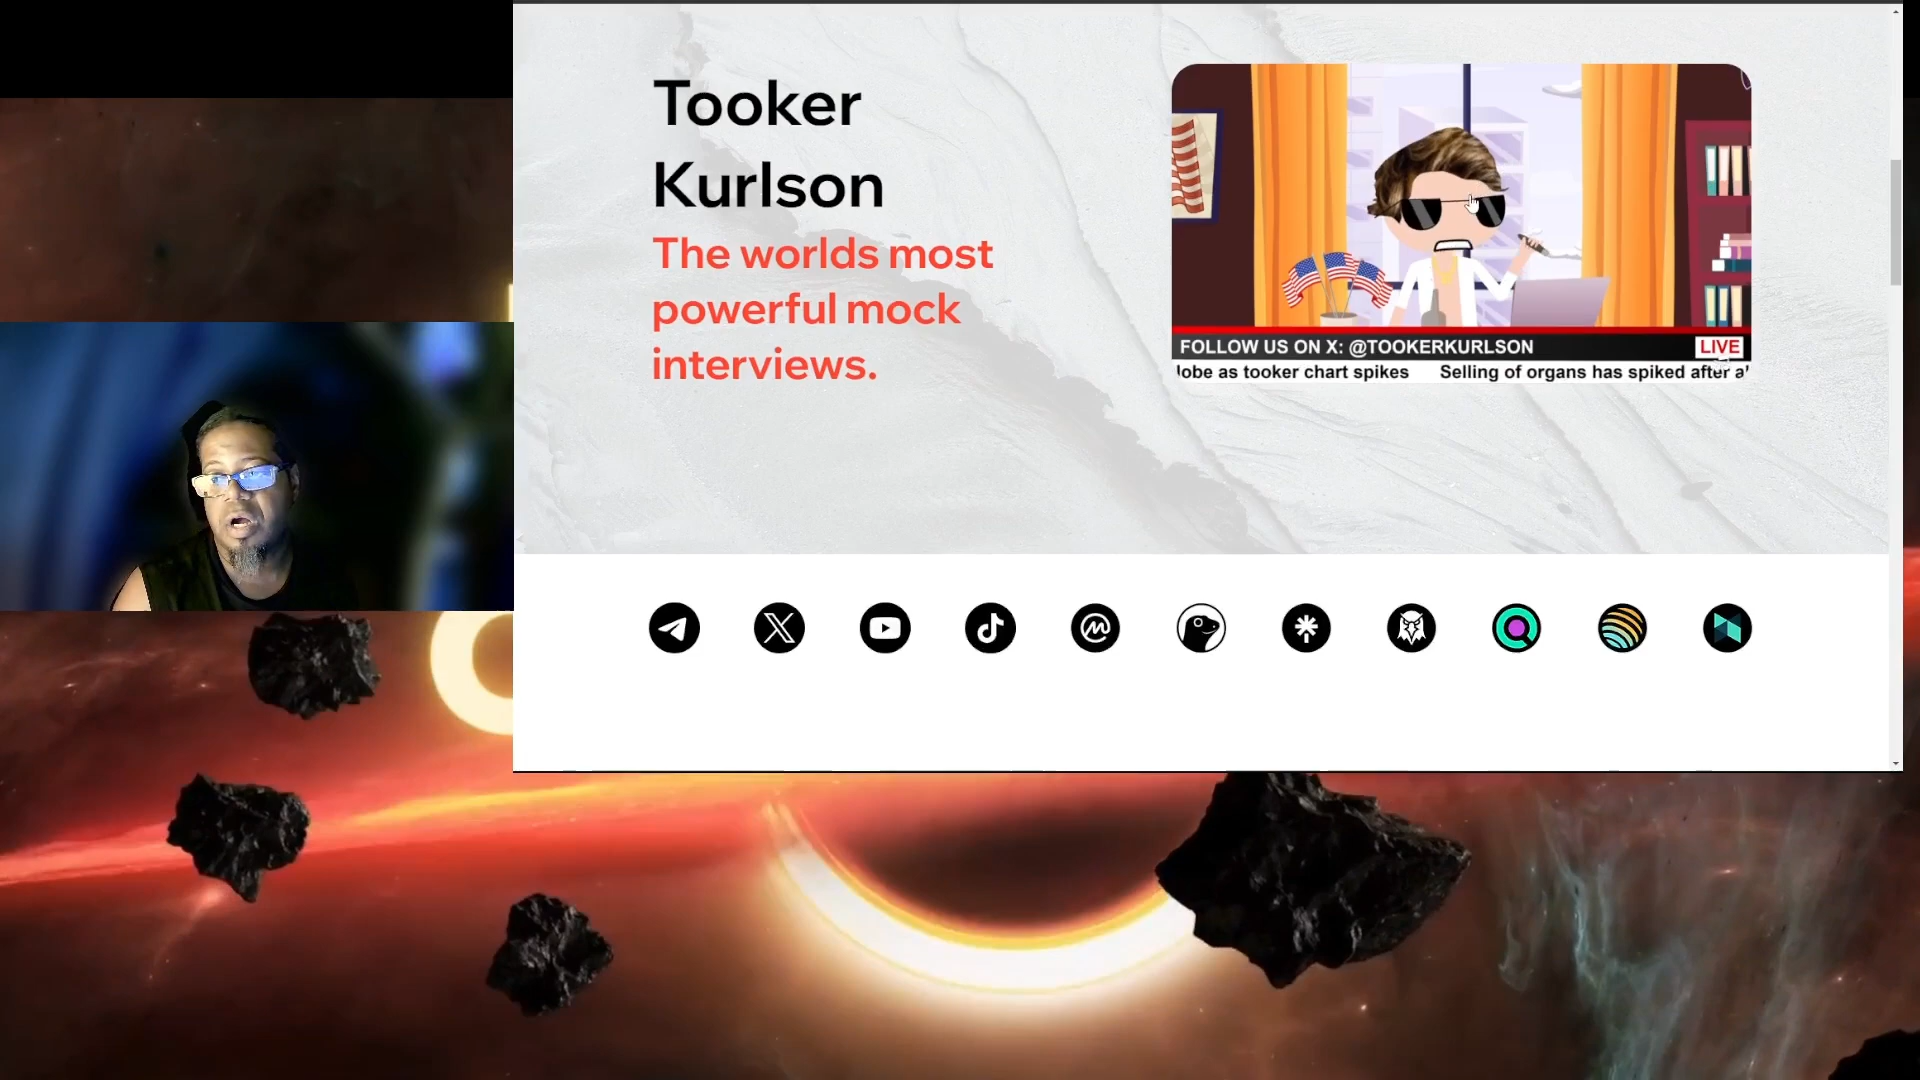 Tooker
Kurlson
The worlds most
powerful mock
interviews.
FOLLOW US ON X: @TOOKERKURLSON
LIVE
lobe as tooker chart spikes Selling of organs has spiked after